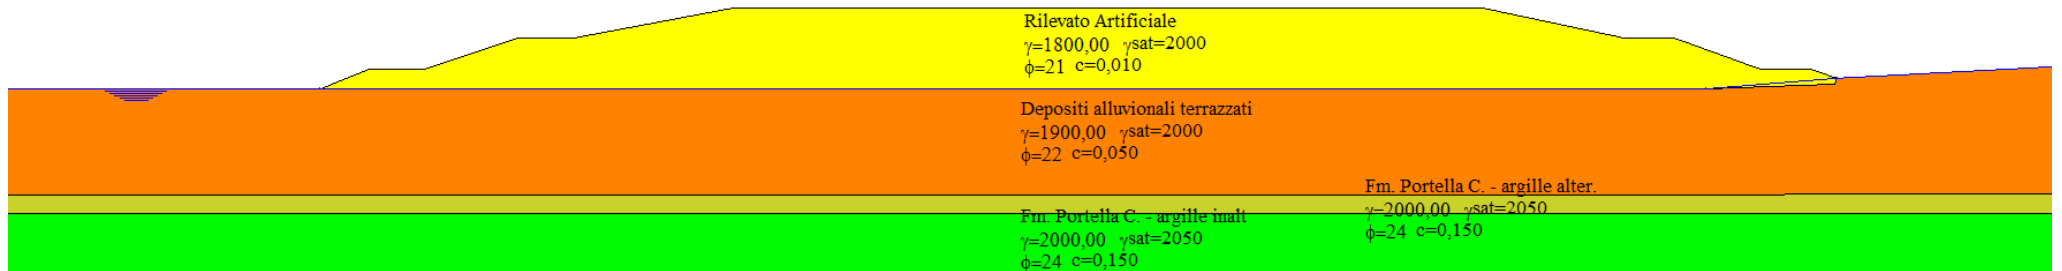 Rilevato Artificiale
γ=1800,00 γsat=2000
ϕ=21 c=0,010
Depositi alluvionali terrazzati
γ=1900,00 γsat=2000
ϕ=22 c=0,050
Fm. Portella C. - argille alter.
γ=2000,00 γsat=2050
ϕ=24 c=0,150
Fm. Portella C. - argille inalt
γ=2000,00 γsat=2050
ϕ=24 c=0,150